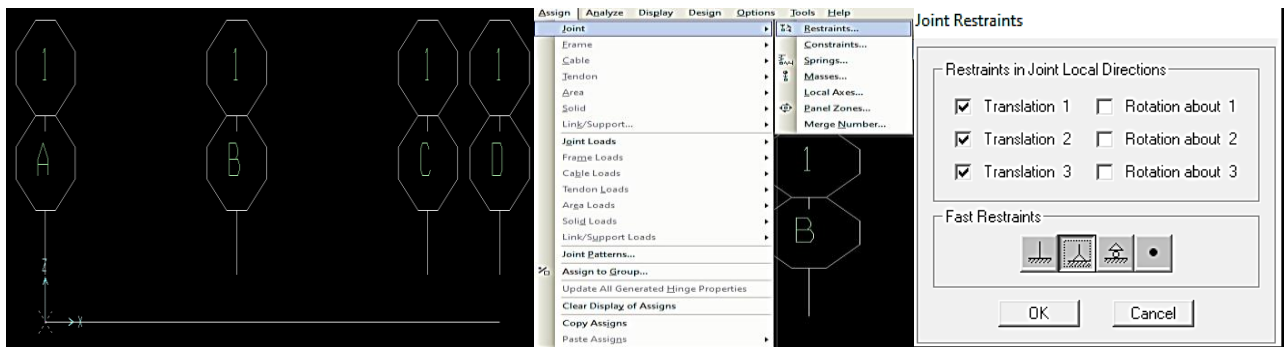 1 1 1 1
A B C D
Z
X
Assign Analyze Display Design Options Tools Help
Joint
Frame
Cable
Tendon
Area
Solid
Link/Support...
Joint Loads
Frame Loads
Cable Loads
Tendon Loads
Area Loads
Solid Loads
Link/Support Loads
Joint Patterns...
Assign to Group...
Update All Generated Hinge Properties
Clear Display of Assigns
Copy Assigns
Paste Assigns
Restraints...
Constraints...
Springs...
Masses...
Local Axes...
Panel Zones...
Merge Number...
1
B
Joint Restraints
Restraints in Joint Local Directions
Translation 1 Rotation about 1
Translation 2 Rotation about 2
Translation 3 Rotation about 3
Fast Restraints
OK Cancel